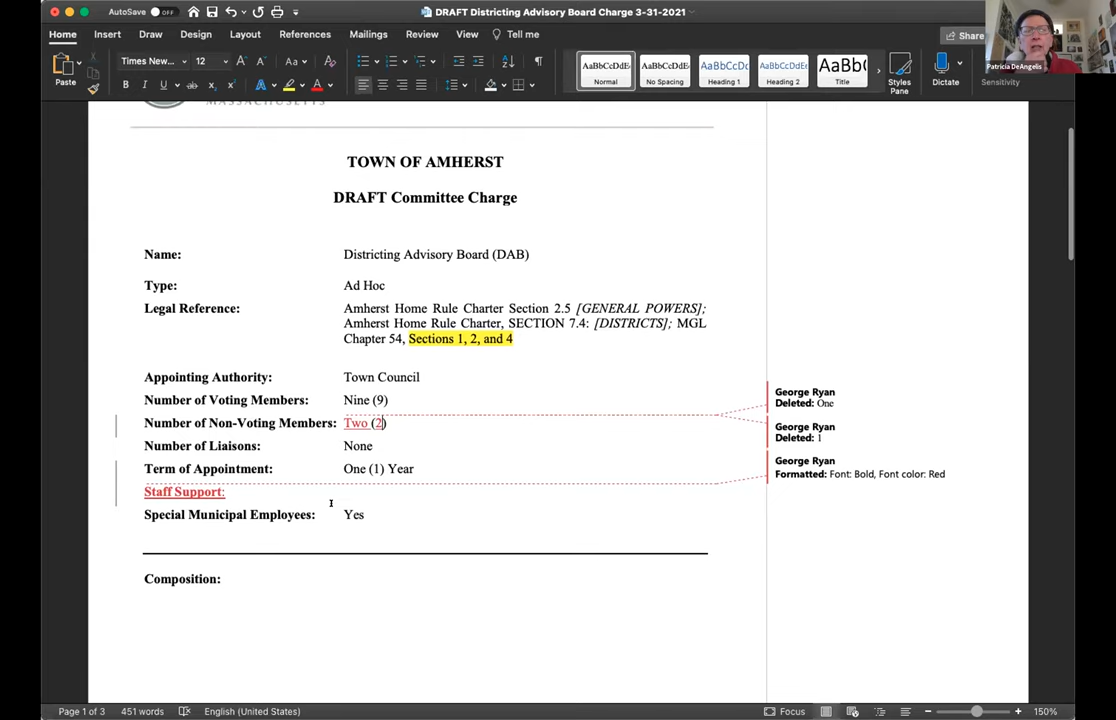 AutoSave OFF DRAFT Districting Advisory Board Charge 3-31-2021
Home Insert Draw Design Layout References Mailings Review View Tell me Share
Patricia DeAngelis
Paste Times New... 12 Aa AaBbCcDdE AaBbCcDdE AaBbCcDc AaBbCcDdE AaBb( Styles Pane Dictate Sensitivity
Normal No Spacing Heading 1 Heading 2 Title
MASSACHUSETTS
TOWN OF AMHERST
DRAFT Committee Charge
Name: Districting Advisory Board (DAB)
Type: Ad Hoc
Legal Reference: Amherst Home Rule Charter Section 2.5 [GENERAL POWERS];
Amherst Home Rule Charter, SECTION 7.4: [DISTRICTS]; MGL
Chapter 54, Sections 1, 2, and 4
Appointing Authority: Town Council
Number of Voting Members: Nine (9)
Number of Non-Voting Members: Two (2)
Number of Liaisons: None
Term of Appointment: One (1) Year
Staff Support:
Special Municipal Employees: Yes
Composition:
George Ryan
Deleted: One
George Ryan
Deleted: 1
George Ryan
Formatted: Font: Bold, Font color: Red
Page 1 of 3 451 words English (United States) Focus 150%